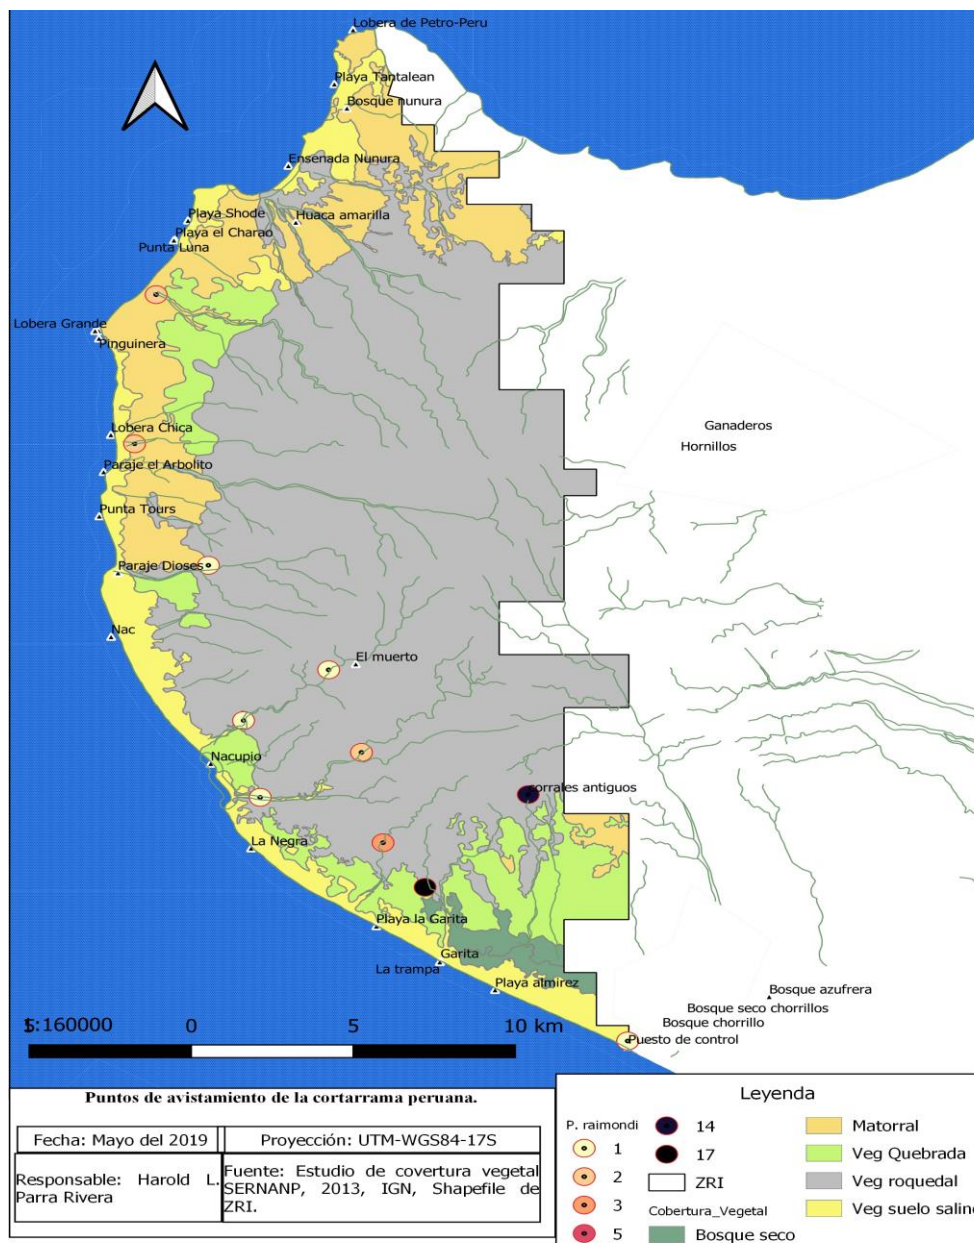 Lobera de Petro-Peru
Playa Tantalean
Bosque nunura
Ensenada Nunura
Playa Shode
Huaca amarilla
Playa el Charao
Punta Luna
Lobera Grande
Pinguinera
Ganaderos
Lobera Chica
Hornillos
Paraje el Arbolito
Punta Tours
Paraje Dioses
Nac
El muerto
Nacupio
corrales antiguos
La Negra
Playa la Garita
Garita
La trampa
Playa almirez
Bosque azufrera
Bosque seco chorrillos
Bosque chorrillo
Puesto de control
:160000 0 5 10 km
Puntos de avistamiento de la cortarrama peruana.
Fecha: Mayo del 2019
Proyección: UTM-WGS84-17S
Responsable: Harold L.
Parra Rivera
Fuente: Estudio de covertura vegetal
SERNANP, 2013, IGN, Shapefile de
ZRI.
Leyenda
P. raimondi
1
2
3
5
14
17
ZRI
Cobertura_Vegetal
Bosque seco
Matorral
Veg Quebrada
Veg roquedal
Veg suelo salino